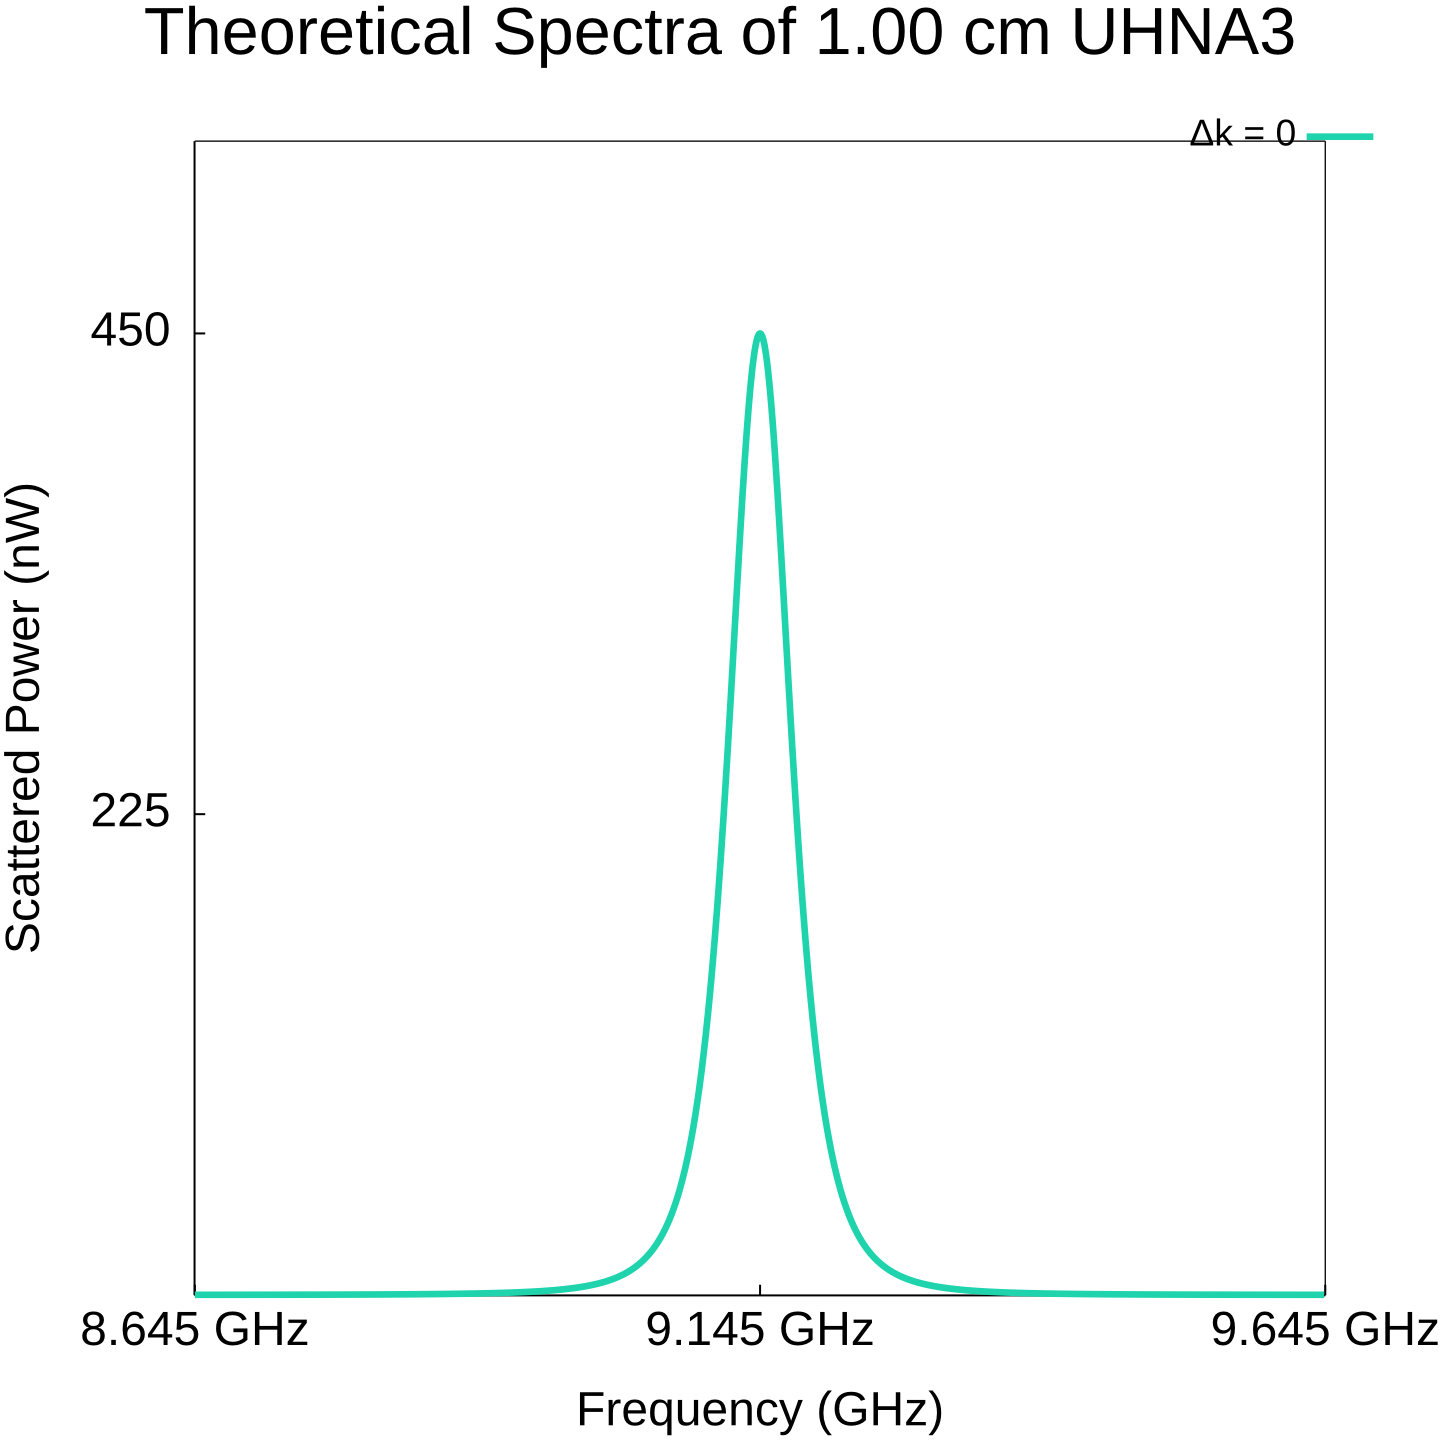 Theoretical Spectra of 1.00 cm UHNA3
Δk = 0
450
225
Scattered Power (nW)
8.645 GHz
9.145 GHz
9.645 GHz
Frequency (GHz)